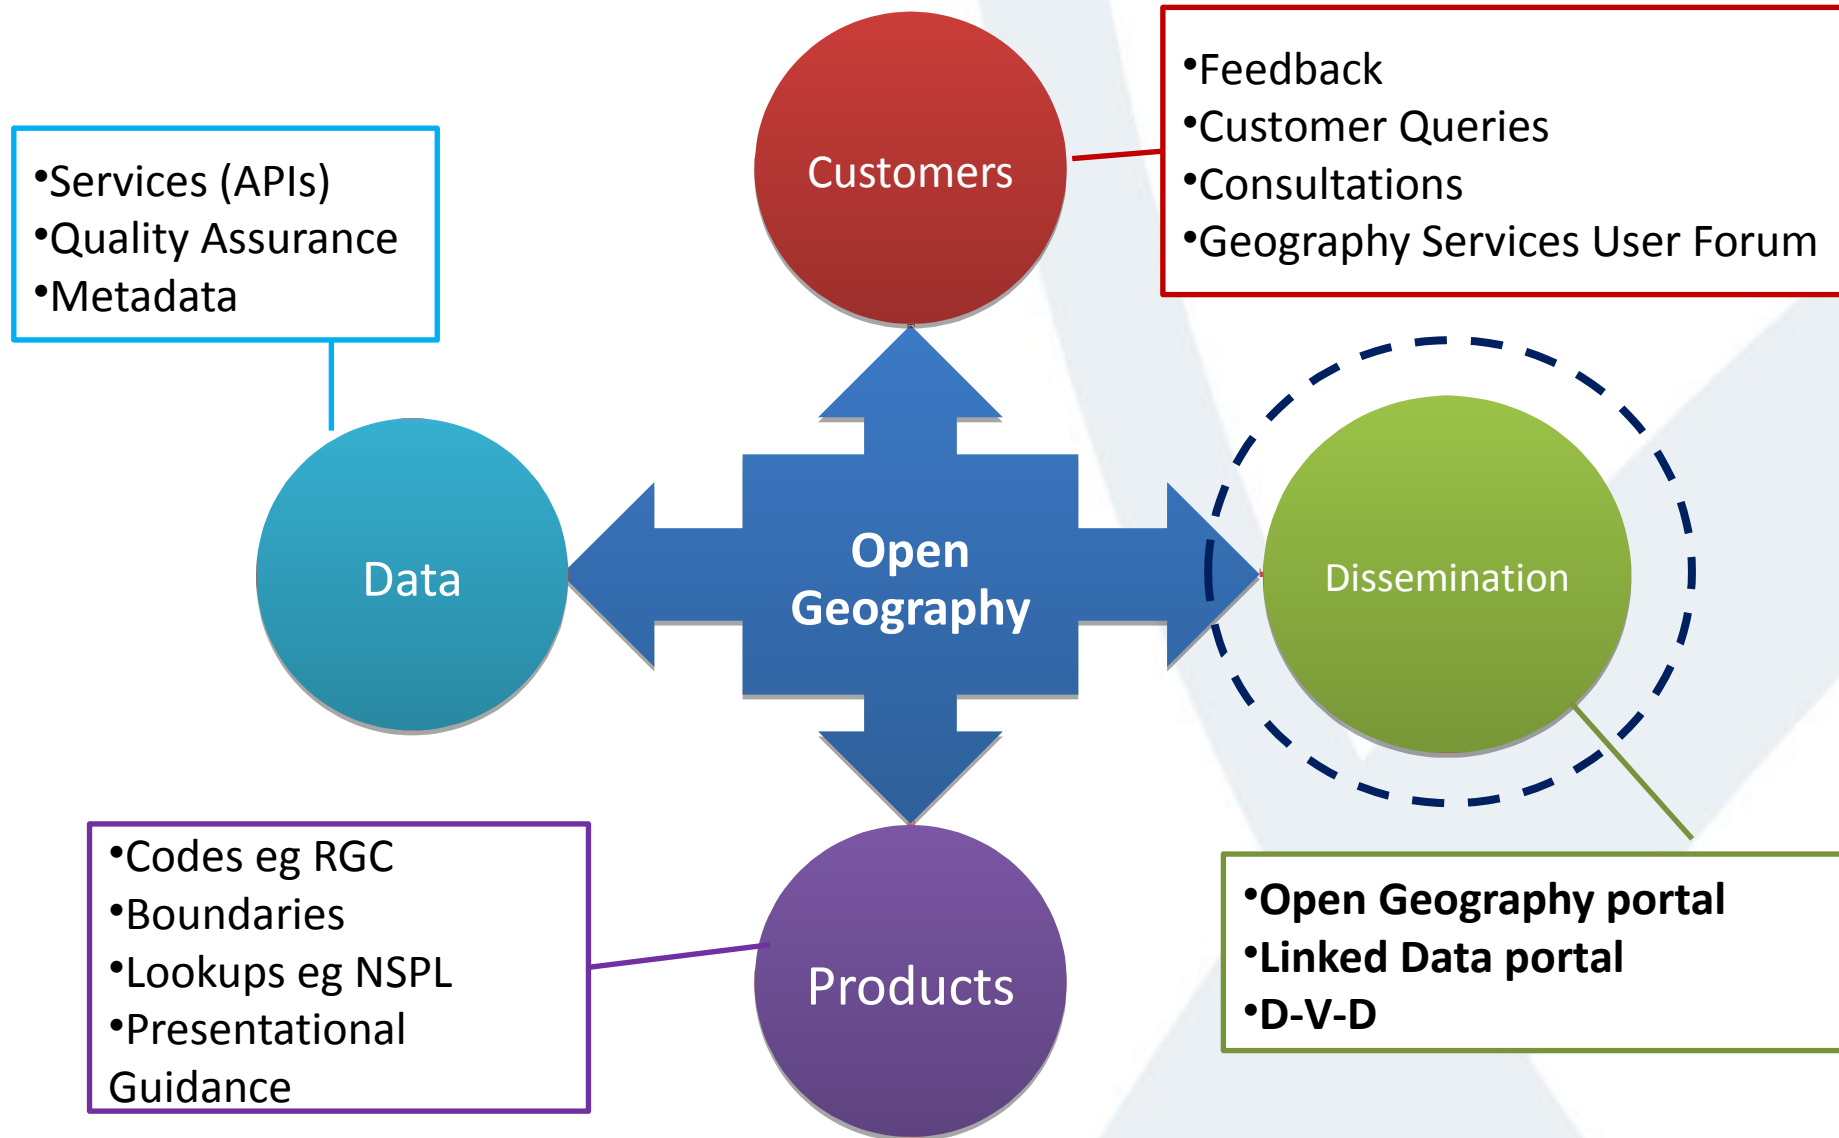 Customers
•Feedback
•Customer Queries
•Consultations
•Geography Services User Forum
•Services (APIs)
•Quality Assurance
•Metadata
Data
Open
Geography
Dissemination
•Codes eg RGC
•Boundaries
•Lookups eg NSPL
•Presentational
Guidance
Products
•Open Geography portal
•Linked Data portal
•D-V-D